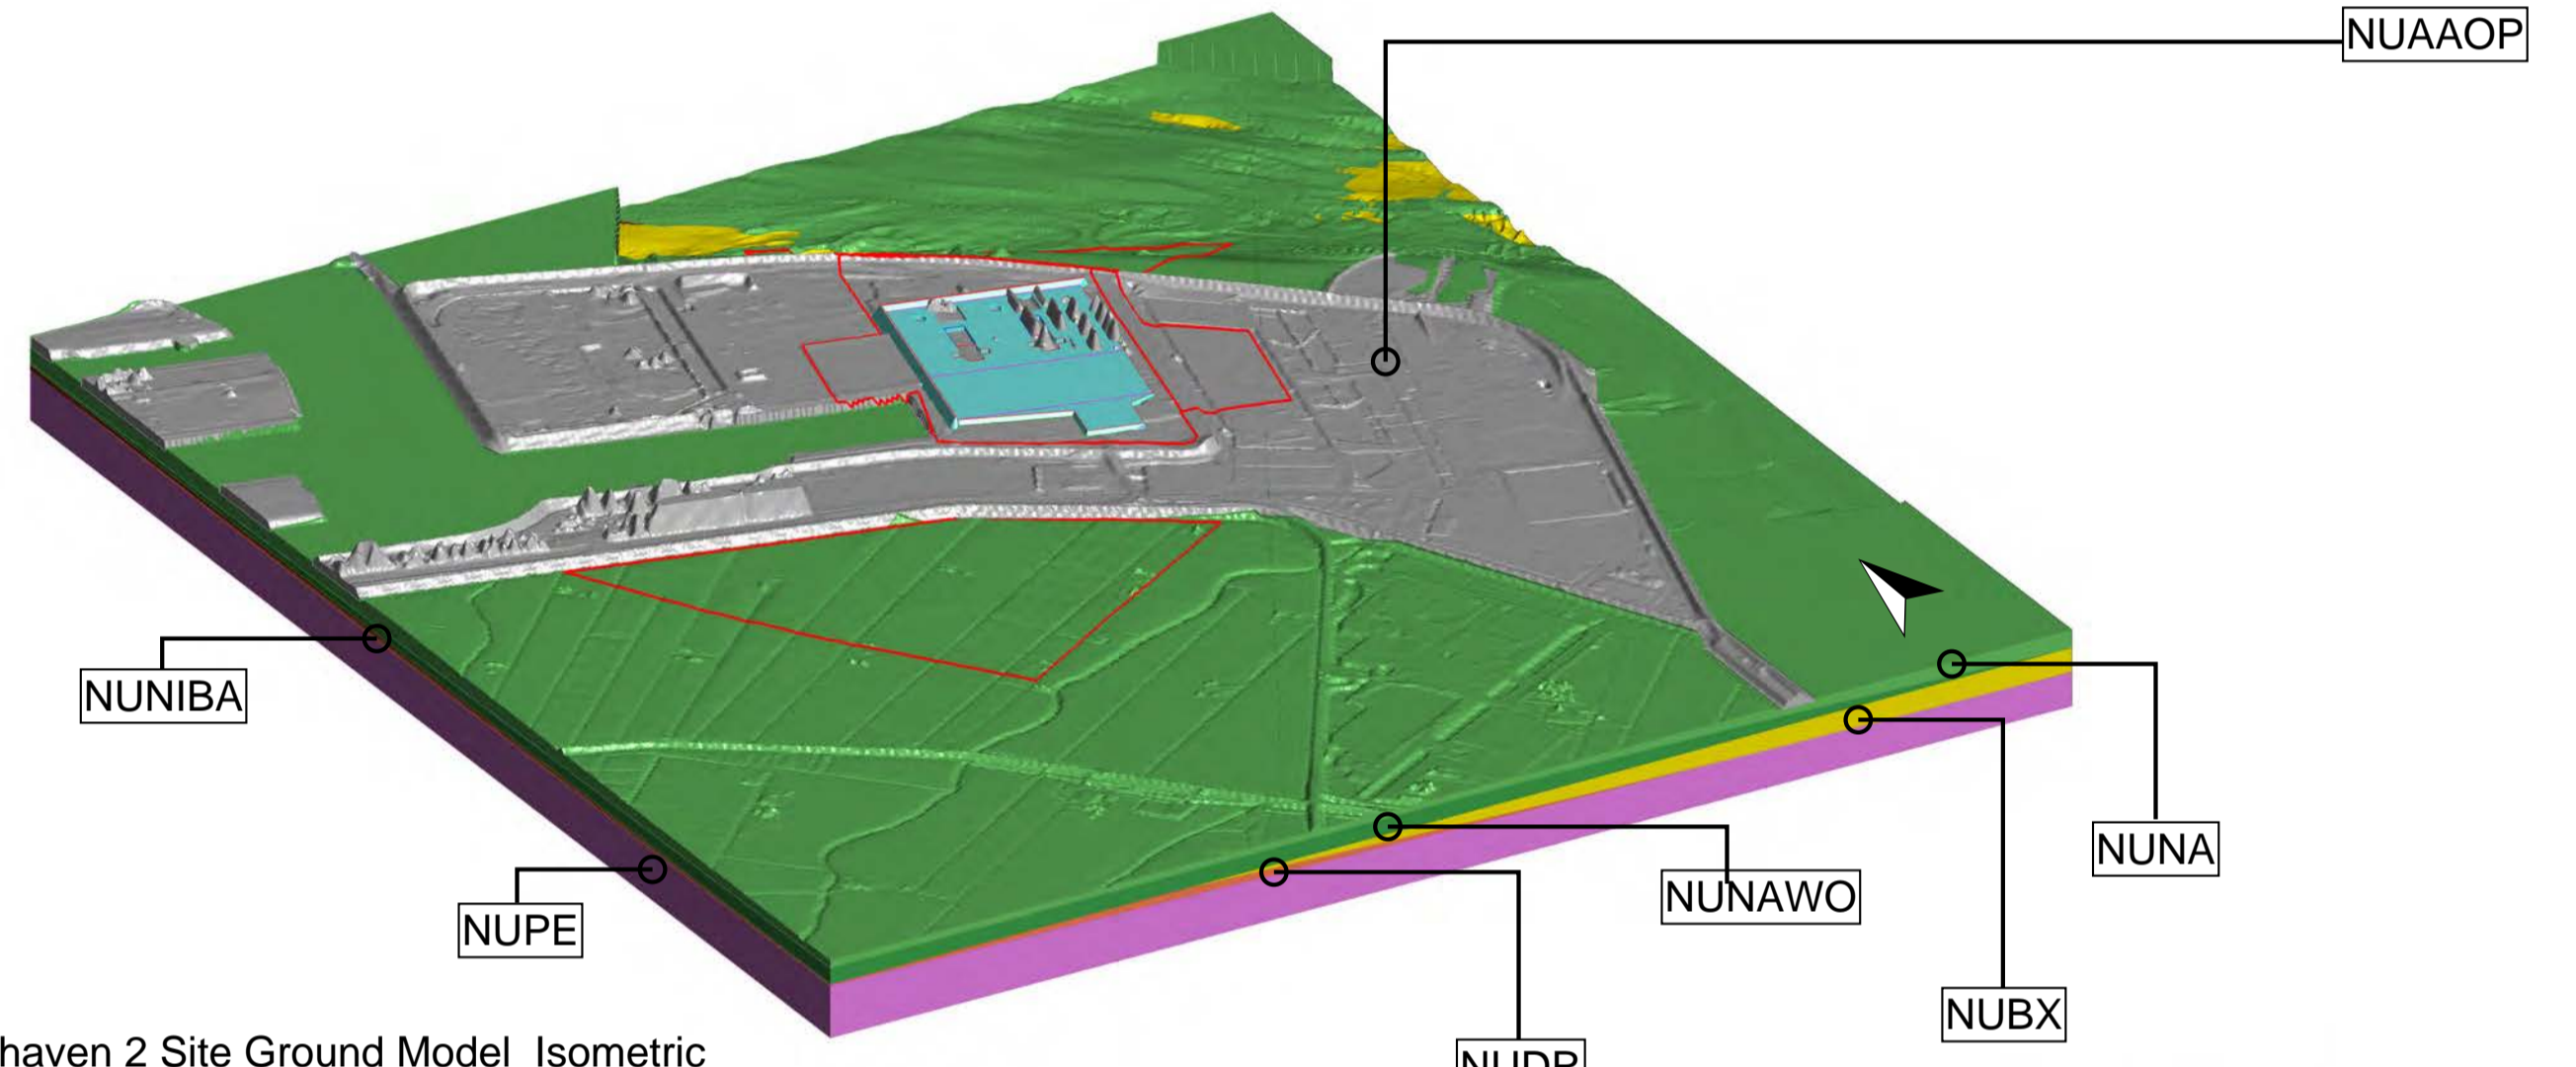 NUAAOP
NUNIBA
NUPE
NUNAWO
NUNA
NUBX
haven 2 Site Ground Model Isometric